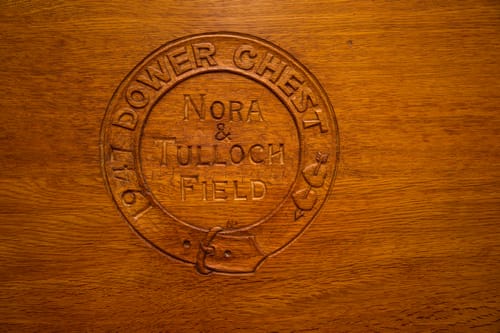 1947 DOWER CHEST
NORA
&
TULLOCH
FIELD